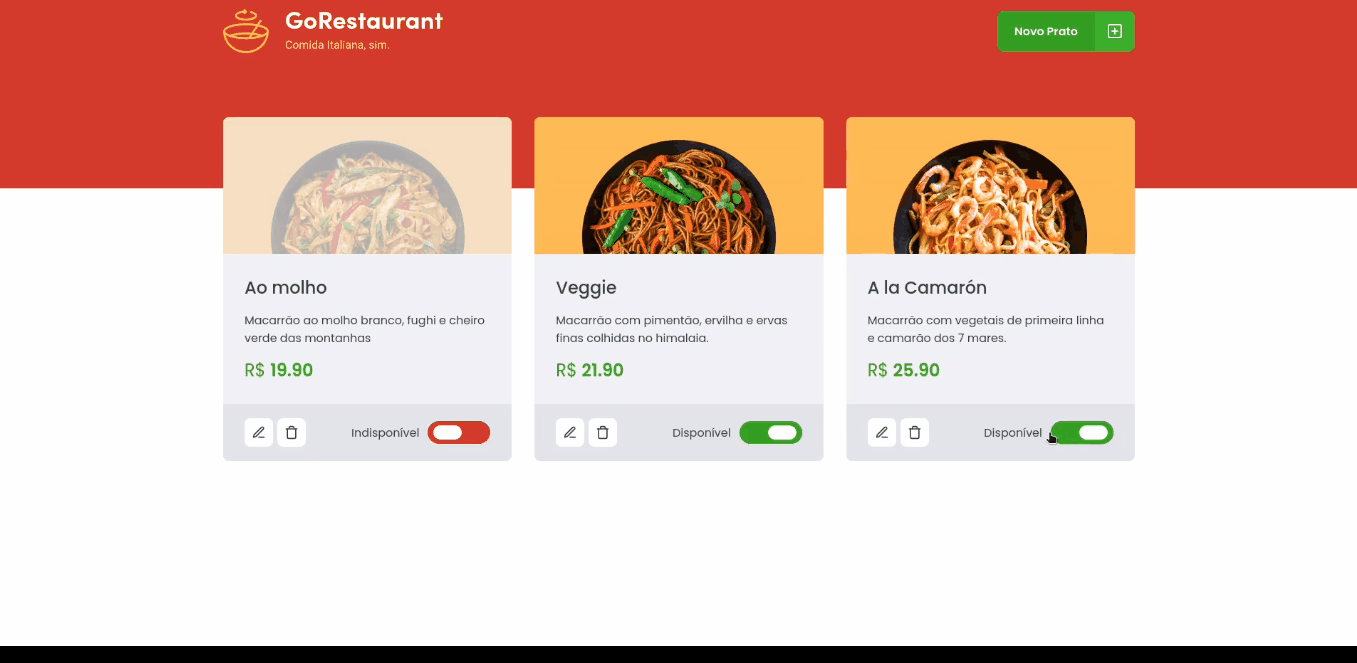 GoRestaurant
Comida Italiana, sim.
Novo Prato
Ao molho
Macarrão ao molho branco, fughi e cheiro
verde das montanhas
R$ 19.90
Indisponível
Veggie
Macarrão com pimentão, ervilha e ervas
finas colhidas no himalaia.
R$ 21.90
Disponível
A la Camarón
Macarrão com vegetais de primeira linha
e camarão dos 7 mares.
R$ 25.90
Disponível